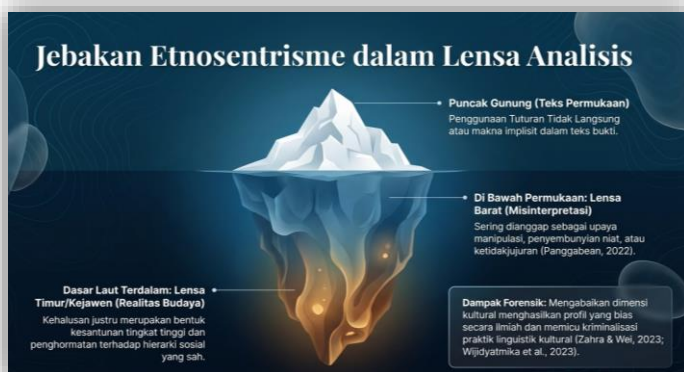 Jebakan Etnosentrisme dalam Lensa Analisis
Puncak Gunung (Teks Permukaan)
Penggunaan Tuturan Tidak Langsung
atau makna implisit dalam teks bukti.
Di Bawah Permukaan: Lensa
Barat (Misinterpretasi)
Sering dianggap sebagai upaya
manipulasi, penyembunyian niat, atau
ketidakjujuran (Panggabean, 2022).
Dasar Laut Terdalam: Lensa
Timur/Kejawen (Realitas Budaya)
Kehalusan justru merupakan bentuk
kesantunan tingkat tinggi dan
penghormatan terhadap hierarki sosial
yang sah.
Dampak Forensik: Mengabaikan dimensi
kultural menghasilkan profil yang bias
secara ilmiah dan memicu kriminalisasi
praktik linguistik kultural (Zahra & Wei, 2023;
Wijidyatmika et al., 2023).